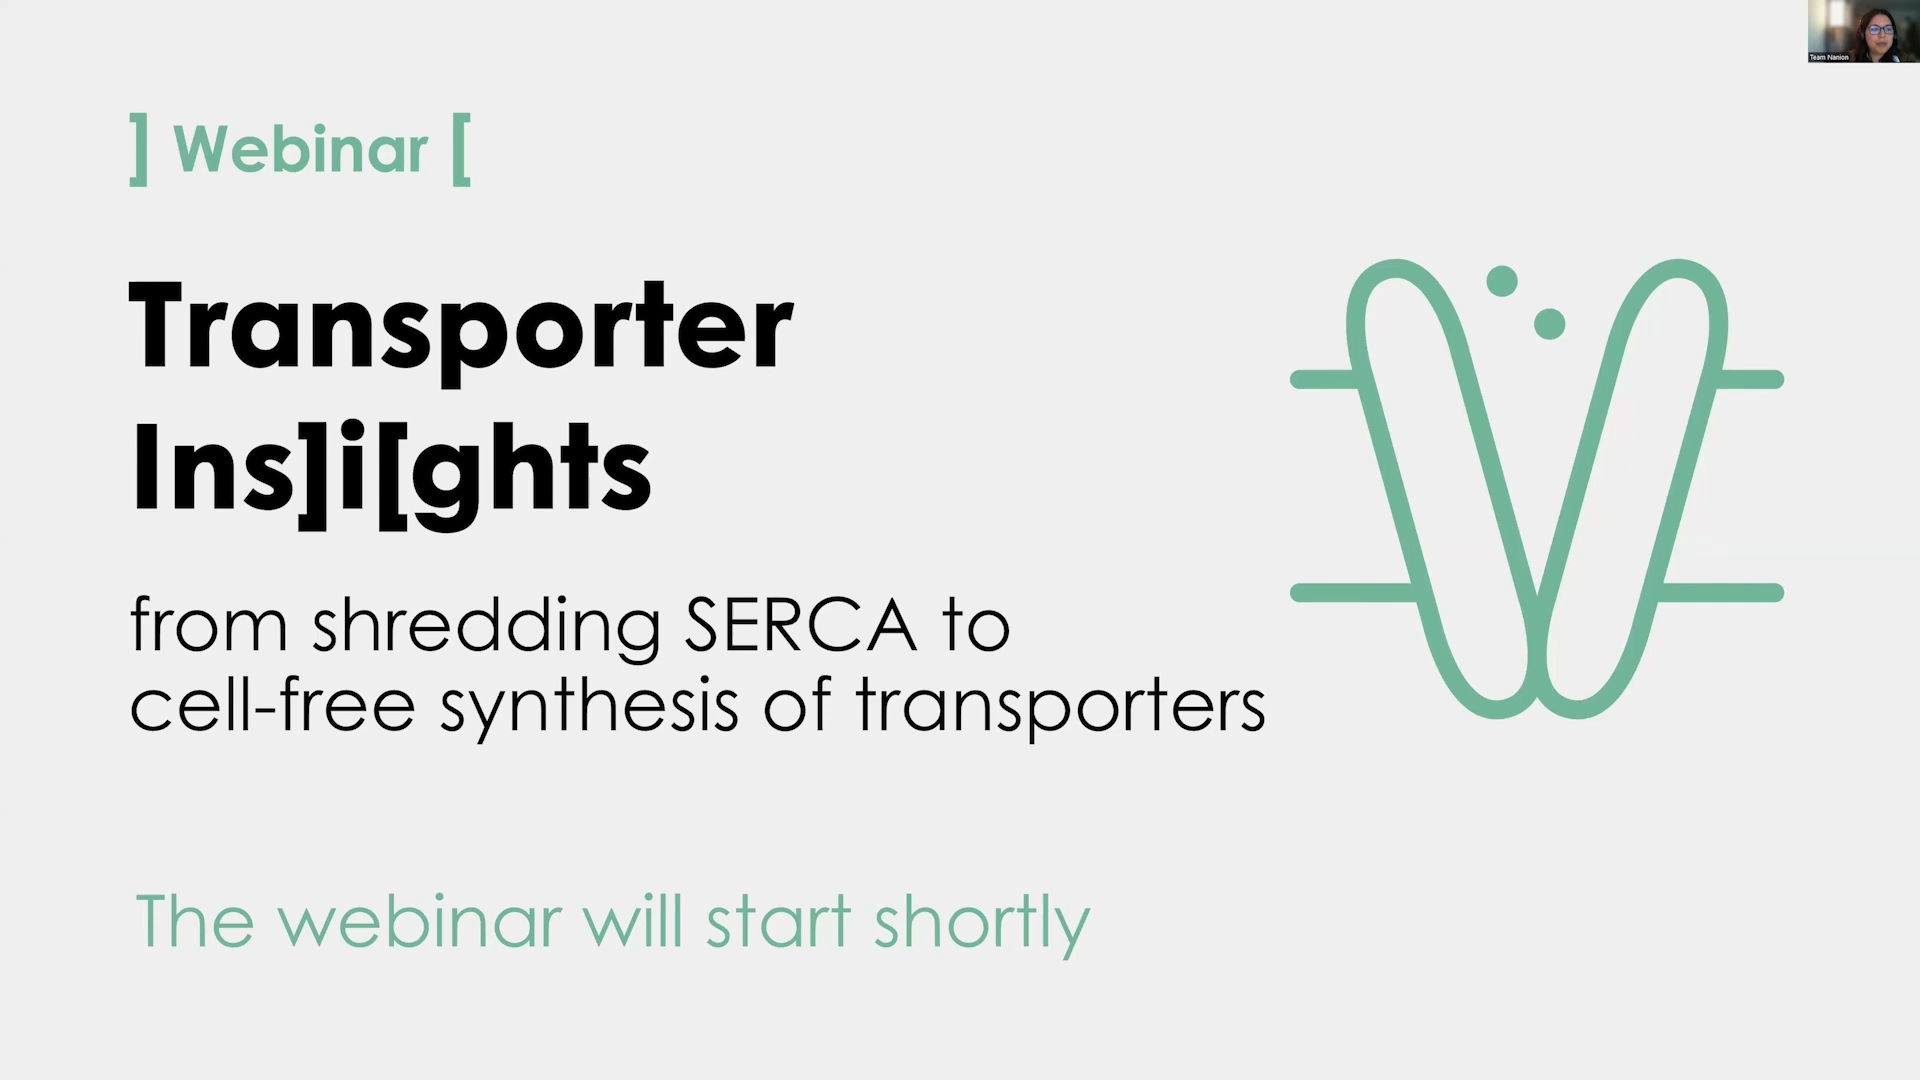 Team Nanion
] Webinar [
Transporter
Ins]i[ghts
from shredding SERCA to
cell-free synthesis of transporters
The webinar will start shortly